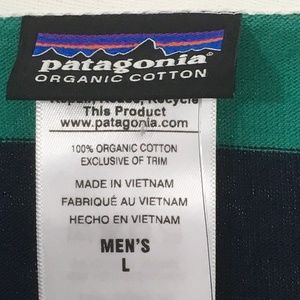 patagonia
ORGANIC COTTON
Recycle
This Product
www.patagonia.com
100% ORGANIC COTTON
EXCLUSIVE OF TRIM
MADE IN VIETNAM
FABRIQUÉ AU VIETNAM
HECHO EN VIETNAM
MEN'S
L